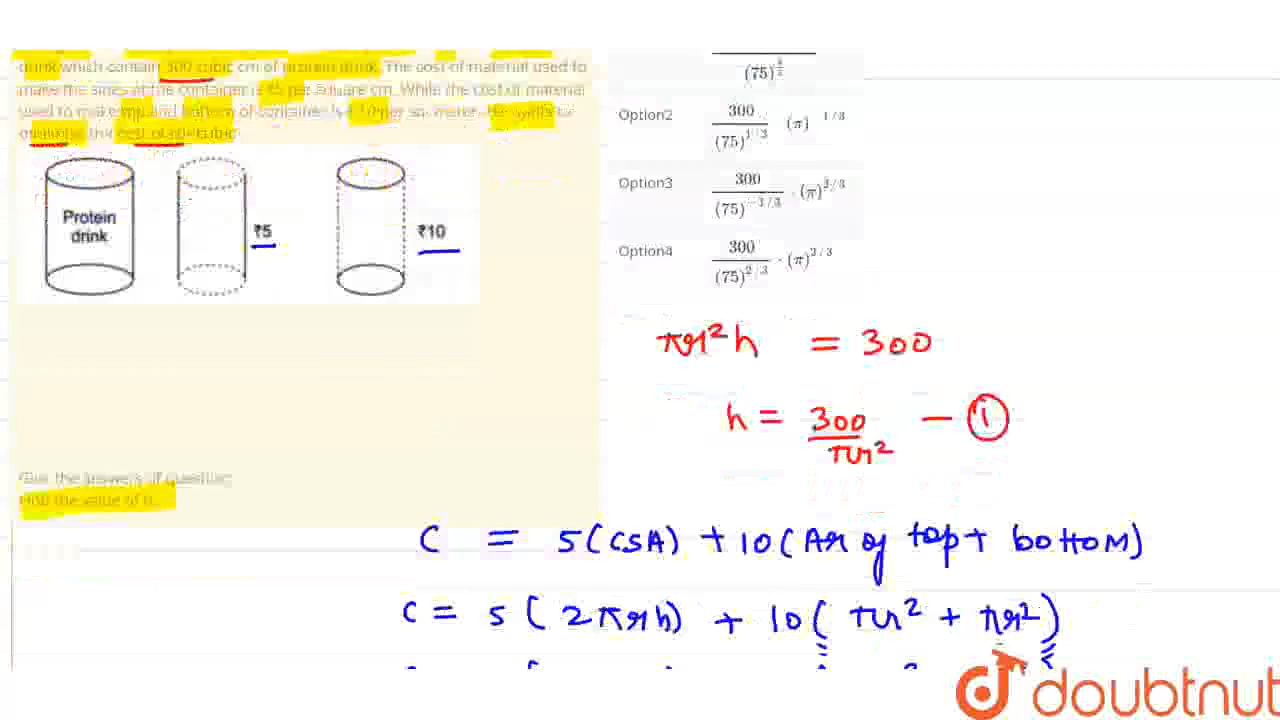 drink which contain 300 cubic cm of protein drink. The cost of material used to
make the sides of the container is ₹5 per square cm. While the cost of material
used to make top and bottom of container is ₹10 per sq. meter. He wants to
the cost of
Protein
drink
₹5
₹10
Give the answers of question:
Find the value of
(75)
Option2 300/(75)^1/3 (π)^-1/3
Option3 300/(75)^-1/3 · (π)^2/3
Option4 300/(75)^2/3 · (π)^2/3
πr²h = 300
h = 300/πr² - ①
C = 5(CSA) + 10(Ar of top + bottom)
C = 5(2πrh) + 10(πr² + πr²)
doubtnut